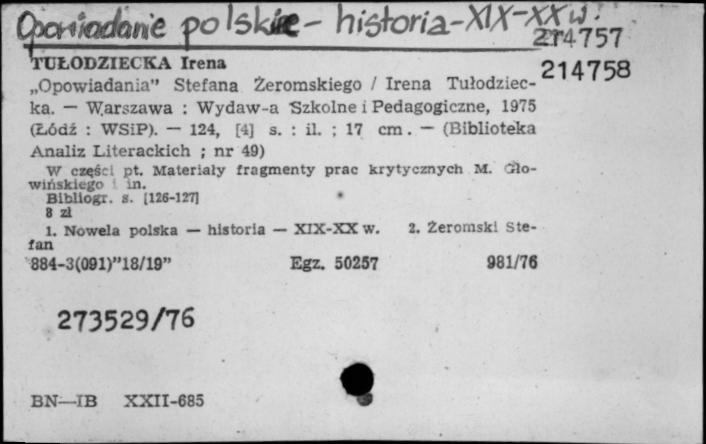 Opowiadanie polskie - historia - XIX-XX w.
214757
TUŁODZIECKA Irena
214758
„Opowiadania” Stefana Żeromskiego / Irena Tułodziec-
ka. — Warszawa : Wydaw-a Szkolne i Pedagogiczne, 1975
(Łódź : WSiP). — 124, [4] s. : il. ; 17 cm. — (Biblioteka
Analiz Literackich ; nr 49)
W części pt. Materiały fragmenty prac krytycznych M. Gło-
wińskiego i in.
Bibliogr. s. [126-127]
8 zł
1. Nowela polska — historia — XIX-XX w. 2. Żeromski Ste-
fan
884-3(091)”18/19” Egz. 50257 981/76
273529/76
BN—IB XXII-685